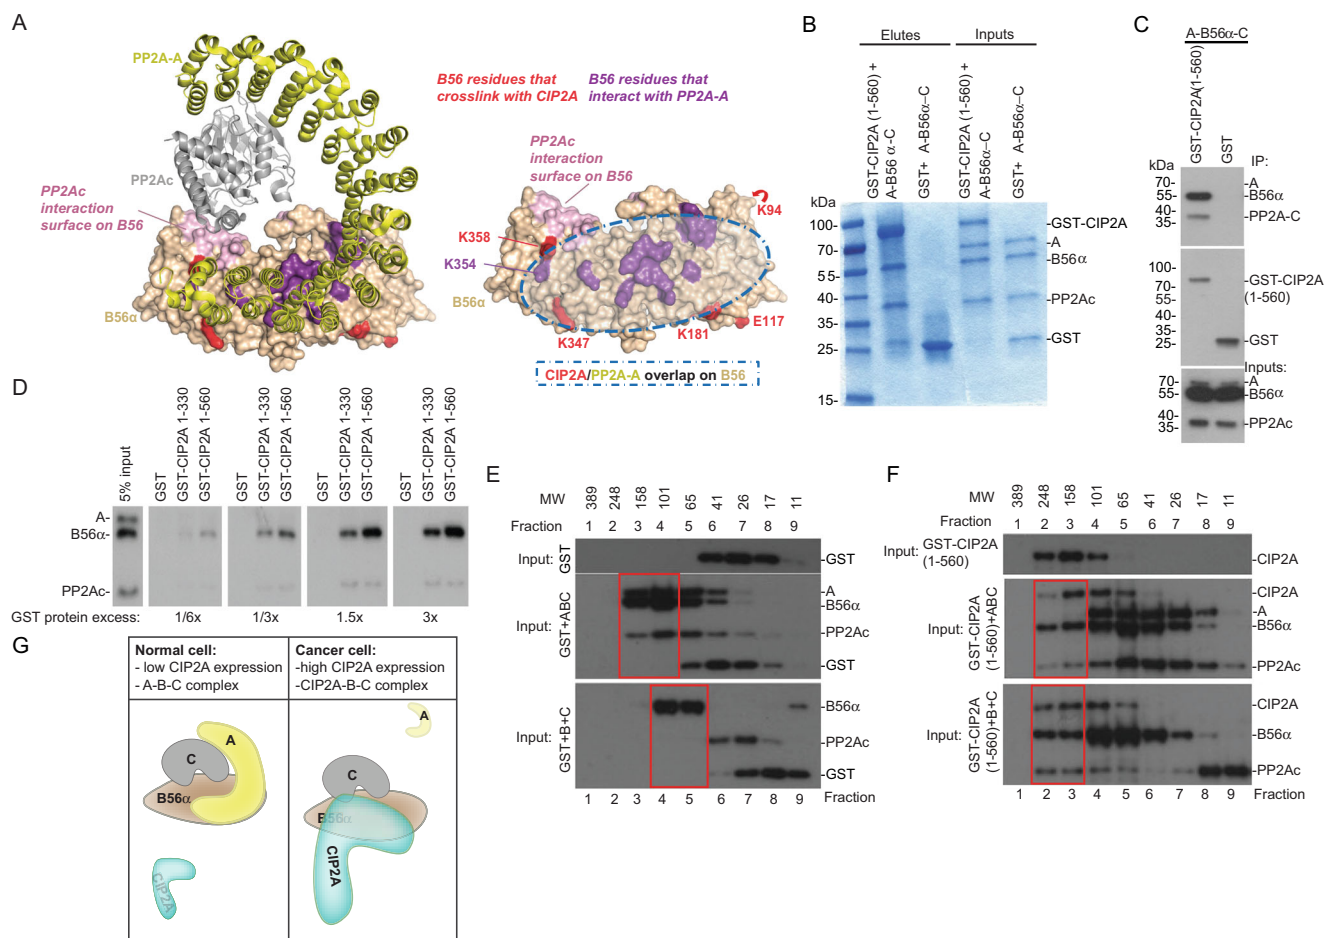 A
PP2A-A
PP2Ac
PP2Ac
interaction
surface on B56
B56α
B56 residues that
crosslink with CIP2A
B56 residues that
interact with PP2A-A
PP2Ac
interaction
surface on B56
K94
K358
K354
B56α
K347
K181
E117
CIP2A/PP2A-A overlap on B56
B
Elutes
Inputs
GST-CIP2A (1-560) +
A-B56 α-C
GST+ A-B56α–C
GST-CIP2A (1-560) +
A-B56α–C
GST+ A-B56α–C
kDa
100-
70-
55-
40-
35-
25-
15-
-GST-CIP2A
-A
-B56α
-PP2Ac
-GST
C
A-B56α-C
GST-CIP2A(1-560)
GST
IP:
kDa
70-
55-
40-
35-
-A
-B56α
-PP2A-C
100-
70-
55-
40-
35-
25-
-GST-CIP2A
(1-560)
-GST
Inputs:
70-
55-
40-
35-
-A
-B56α
-PP2Ac
D
5% input
GST
GST-CIP2A 1-330
GST-CIP2A 1-560
GST
GST-CIP2A 1-330
GST-CIP2A 1-560
GST
GST-CIP2A 1-330
GST-CIP2A 1-560
GST
GST-CIP2A 1-330
GST-CIP2A 1-560
A-
B56α-
PP2Ac-
GST protein excess: 1/6x 1/3x 1.5x 3x
E
MW 389 248 158 101 65 41 26 17 11
Fraction 1 2 3 4 5 6 7 8 9
Input: GST
-GST
Input: GST+ABC
-A
-B56α
-PP2Ac
-GST
Input: GST+B+C
-B56α
-PP2Ac
-GST
1 2 3 4 5 6 7 8 9 Fraction
F
MW 389 248 158 101 65 41 26 17 11
Fraction 1 2 3 4 5 6 7 8 9
Input: GST-CIP2A
(1-560)
-CIP2A
Input: GST-CIP2A
(1-560)+ABC
-CIP2A
-A
-B56α
-PP2Ac
Input: GST-CIP2A
(1-560)+B+C
-CIP2A
-B56α
-PP2Ac
1 2 3 4 5 6 7 8 9 Fraction
G
Normal cell:
- low CIP2A expression
- A-B-C complex
Cancer cell:
-high CIP2A expression
-CIP2A-B-C complex
A
C
B56α
CIP2A
A
C
B56α
CIP2A